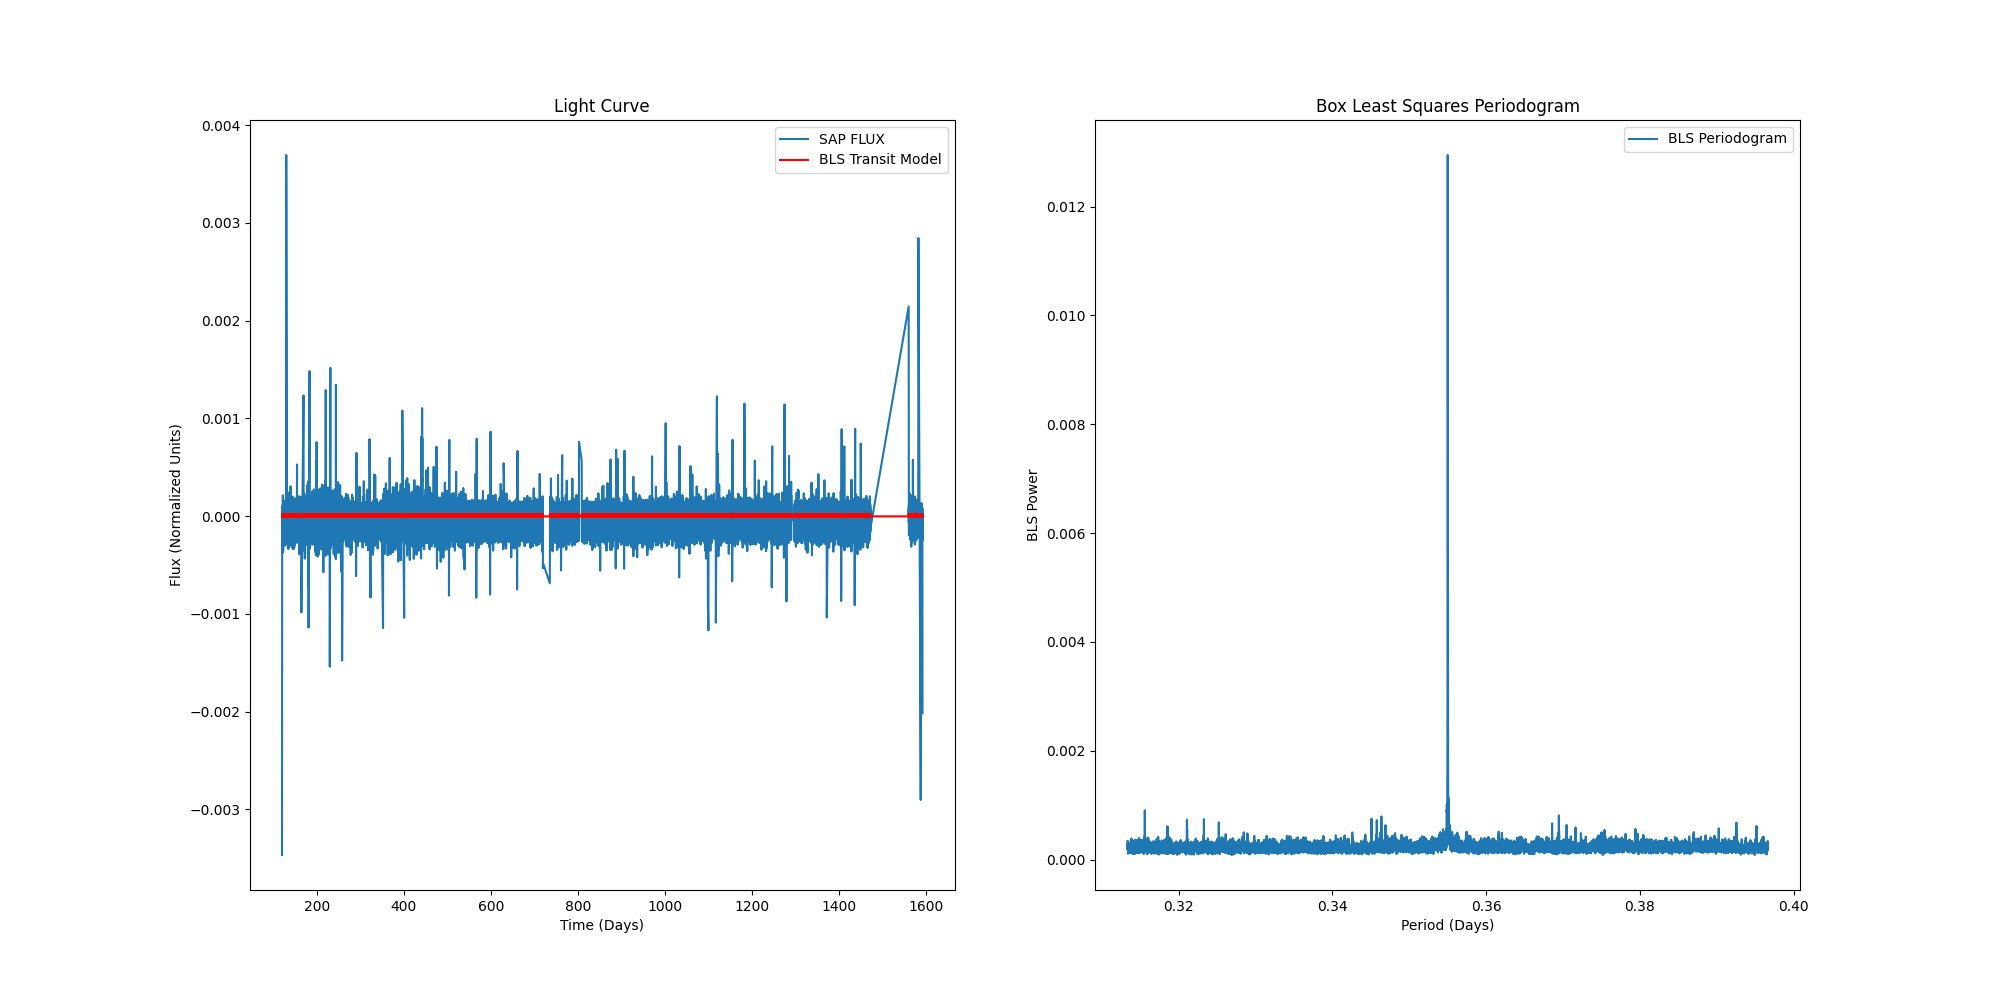 Light Curve
SAP FLUX
BLS Transit Model
0.004
0.003
0.002
0.001
0.000
−0.001
−0.002
−0.003
Flux (Normalized Units)
200 400 600 800 1000 1200 1400 1600
Time (Days)
Box Least Squares Periodogram
BLS Periodogram
0.012
0.010
0.008
0.006
0.004
0.002
0.000
BLS Power
0.32 0.34 0.36 0.38 0.40
Period (Days)